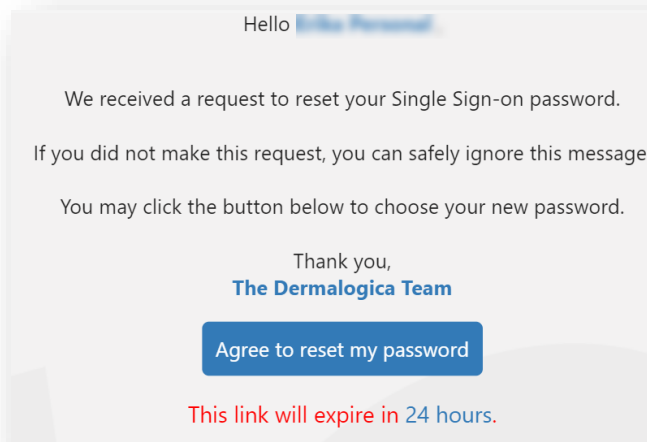 Hello
We received a request to reset your Single Sign-on password.
If you did not make this request, you can safely ignore this message
You may click the button below to choose your new password.
Thank you,
The Dermalogica Team
Agree to reset my password
This link will expire in 24 hours.